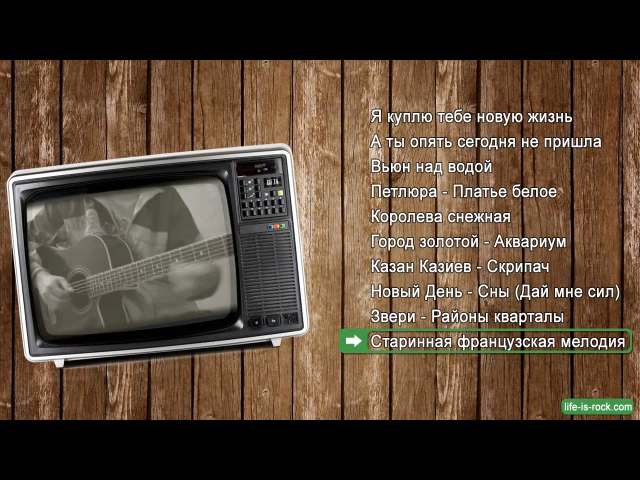 Я куплю тебе новую жизнь
А ты опять сегодня не пришла
Вьюн над водой
Петлюра - Платье белое
Королева снежная
Город золотой - Аквариум
Казан Казиев - Скрипач
Новый День - Сны (Дай мне сил)
Звери - Районы кварталы
Старинная французская мелодия
life-is-rock.com